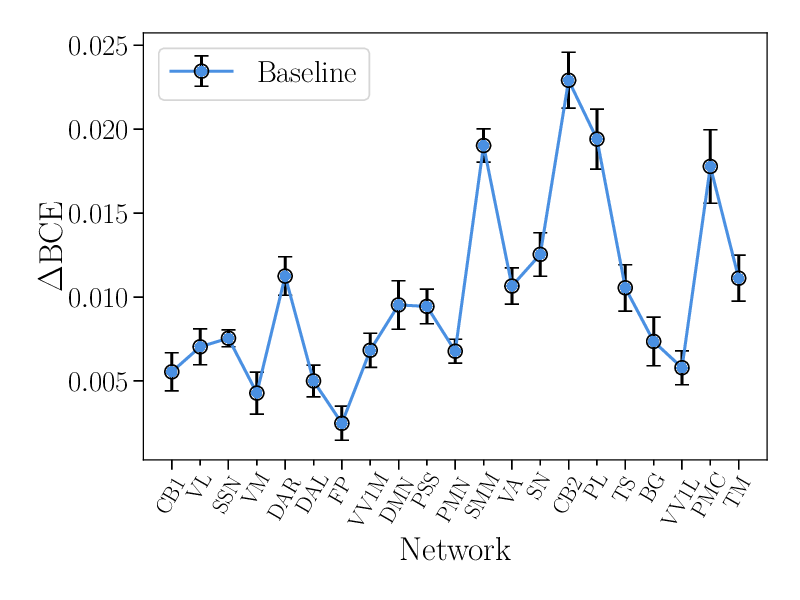 Baseline
0.025
0.020
0.015
0.010
0.005
ΔBCE
CB1 VL SSN VM DAR DAL FP VV1M DMN PSS PMN SMM VA SN CB2 PL TS BG VV1L PMC TM
Network